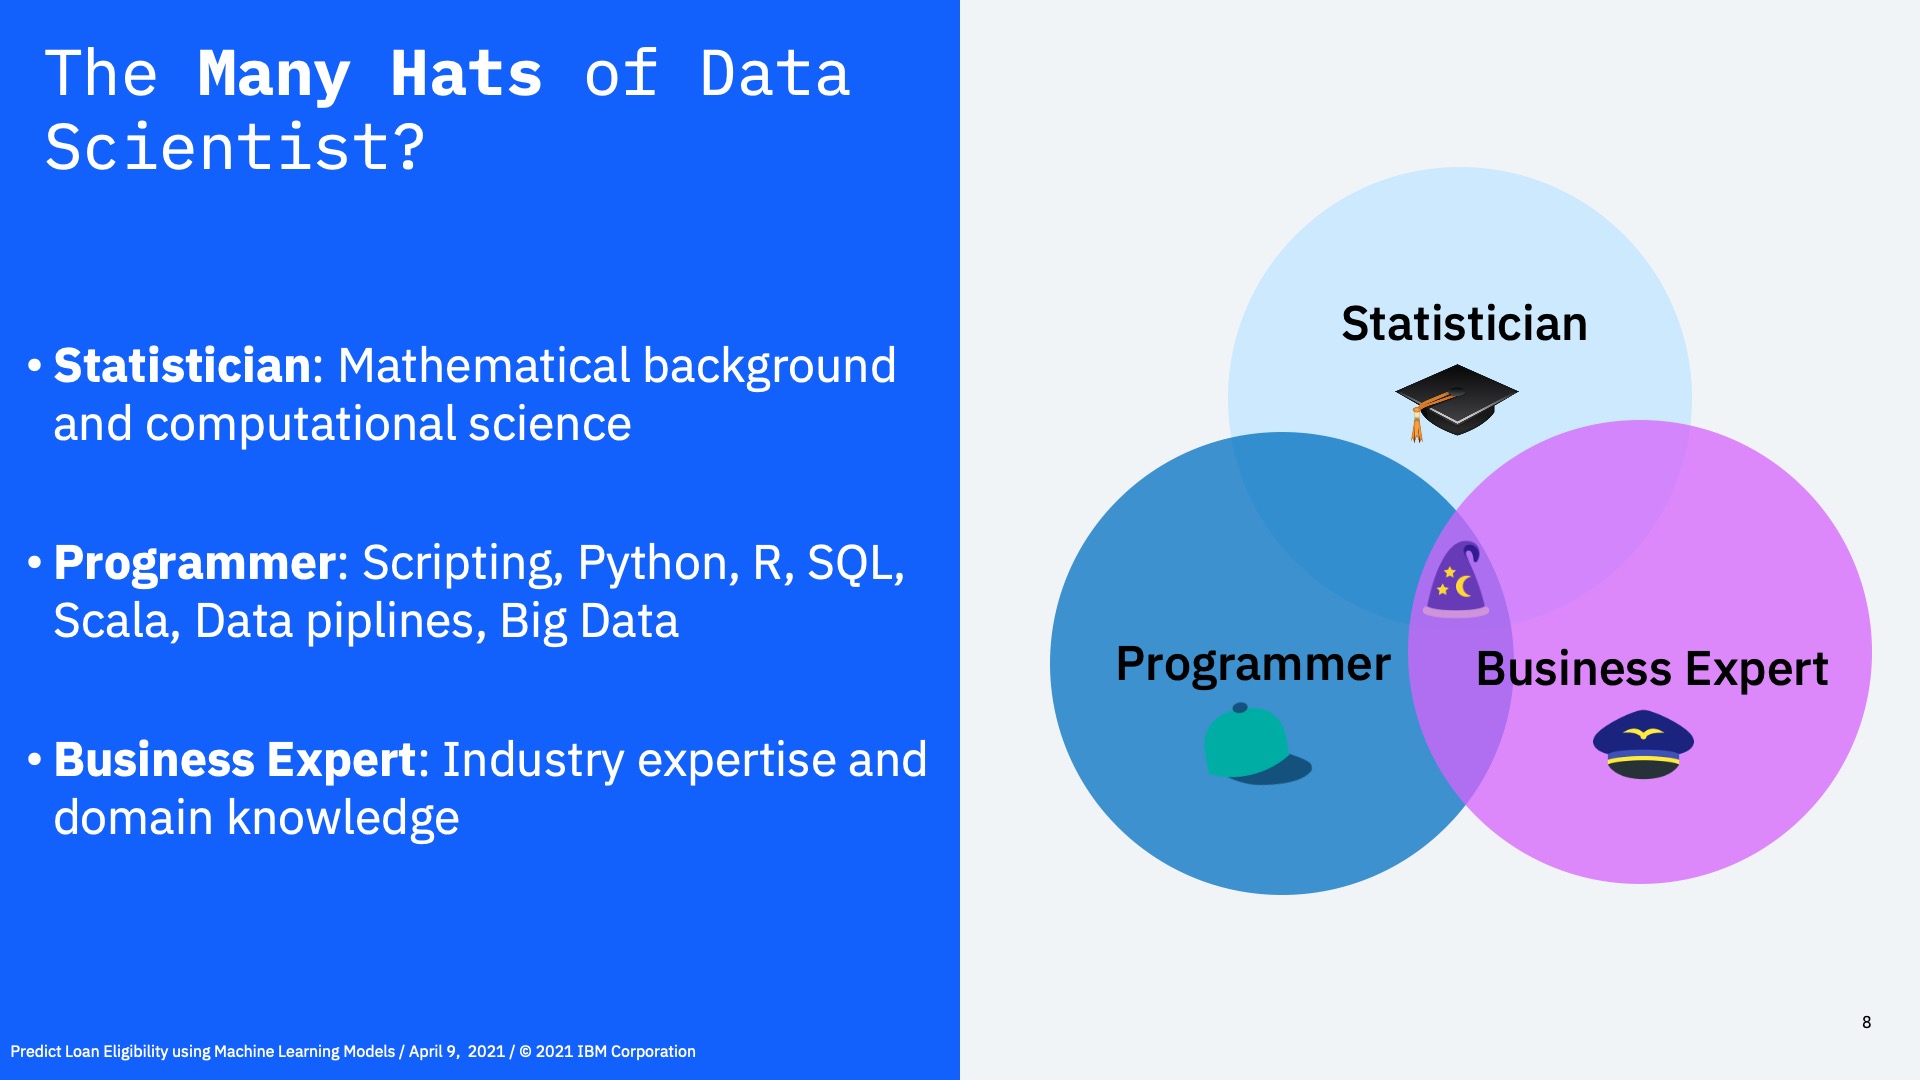 The Many Hats of Data
Scientist?
• Statistician: Mathematical background
and computational science
• Programmer: Scripting, Python, R, SQL,
Scala, Data piplines, Big Data
• Business Expert: Industry expertise and
domain knowledge
Predict Loan Eligibility using Machine Learning Models / April 9, 2021 / © 2021 IBM Corporation
Statistician
Programmer
Business Expert
8